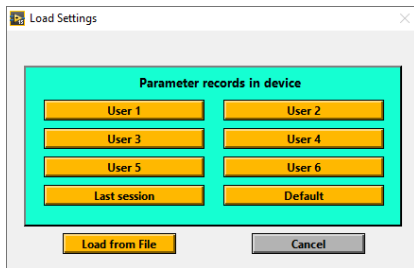 Load Settings
Parameter records in device
User 1 User 2
User 3 User 4
User 5 User 6
Last session Default
Load from File Cancel